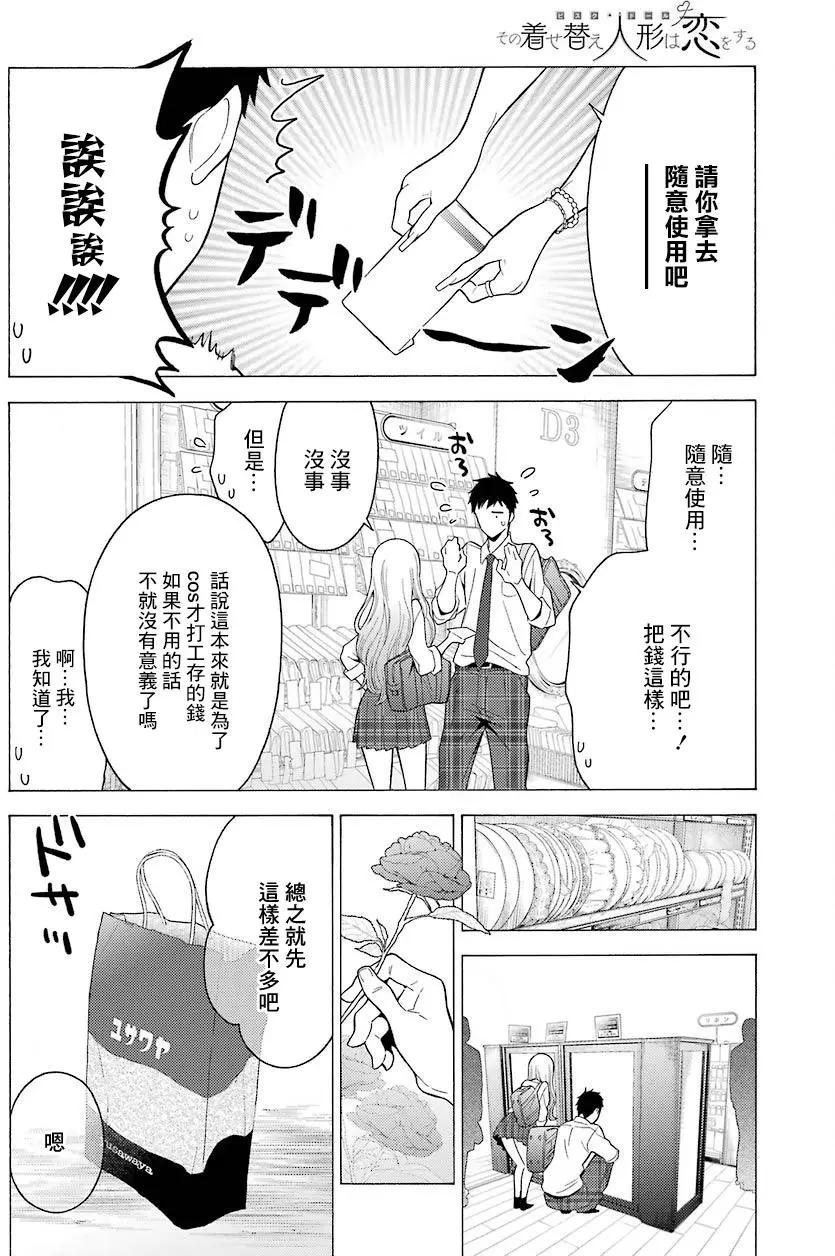 ビスク・ドール
その着せ替え人形は恋をする
請你拿去
隨意使用吧
デデーン
誒誒誒!!!!
隨…
隨意使用…
不行的吧…!
把錢這樣…
D3
ツイル
おろ
おろ
沒事
沒事
但是…
話說這本來就是為了
cos才打工存的錢
如果不用的話
不就沒有意義了嗎
啊…我…
我知道了…
リボン
總之就先
這樣差不多吧
ドサッ
ユザワヤ
usawaya
嗯